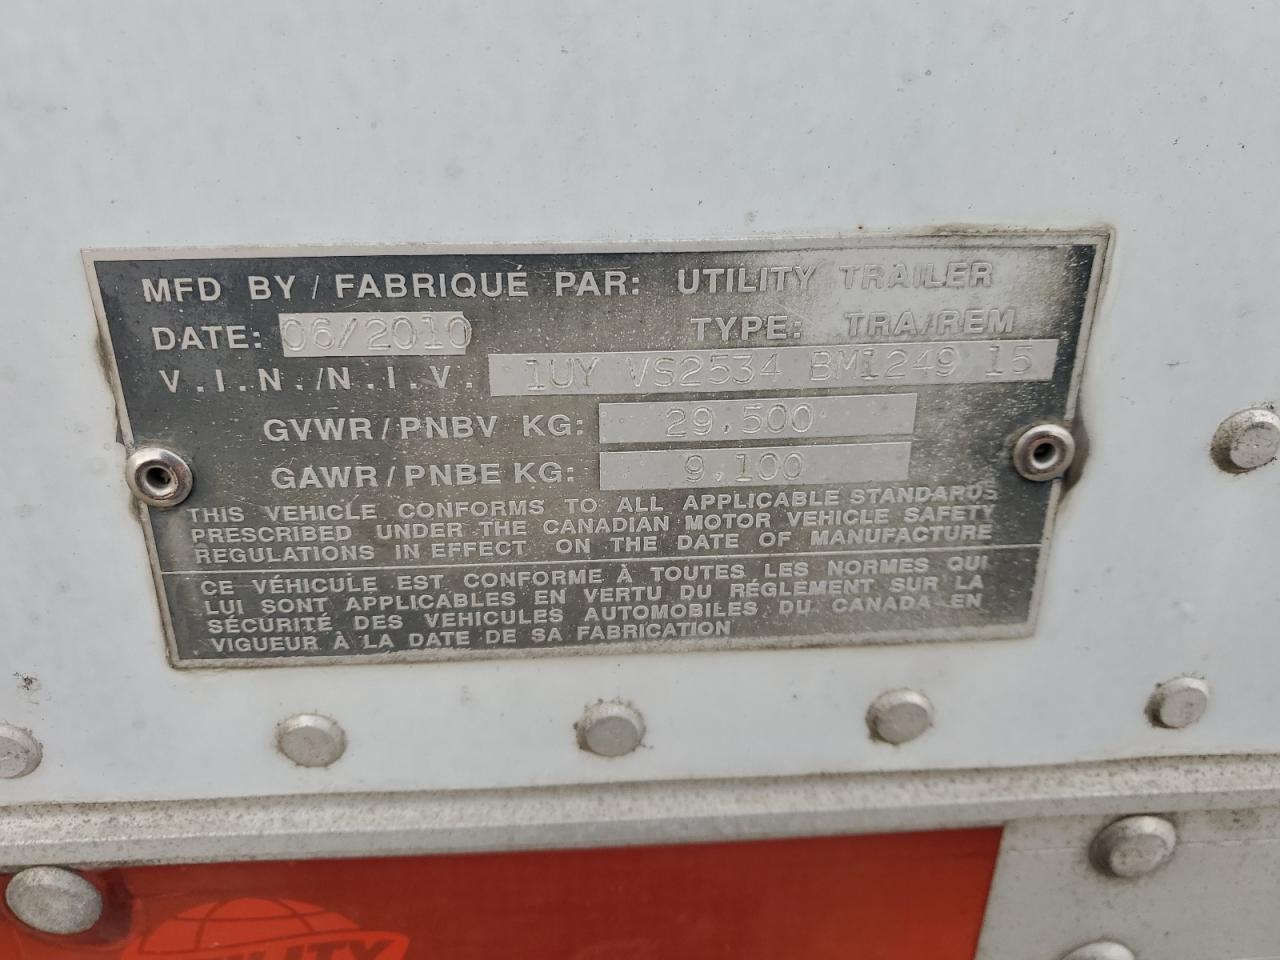 MFD BY / FABRIQUÉ PAR: UTILITY TRAILER
DATE: 06/2010 TYPE: TRA/REM
V.I.N./N.I.V. 1UY VS2534 BM1249 15
GVWR/PNBV KG: 29,500
GAWR/PNBE KG: 9,100
THIS VEHICLE CONFORMS TO ALL APPLICABLE STANDARDS
PRESCRIBED UNDER THE CANADIAN MOTOR VEHICLE SAFETY
REGULATIONS IN EFFECT ON THE DATE OF MANUFACTURE
CE VÉHICULE EST CONFORME À TOUTES LES NORMES QUI
LUI SONT APPLICABLES EN VERTU DU RÉGLEMENT SUR LA
SÉCURITÉ DES VEHICULES AUTOMOBILES DU CANADA EN
VIGUEUR À LA DATE DE SA FABRICATION
UTILITY